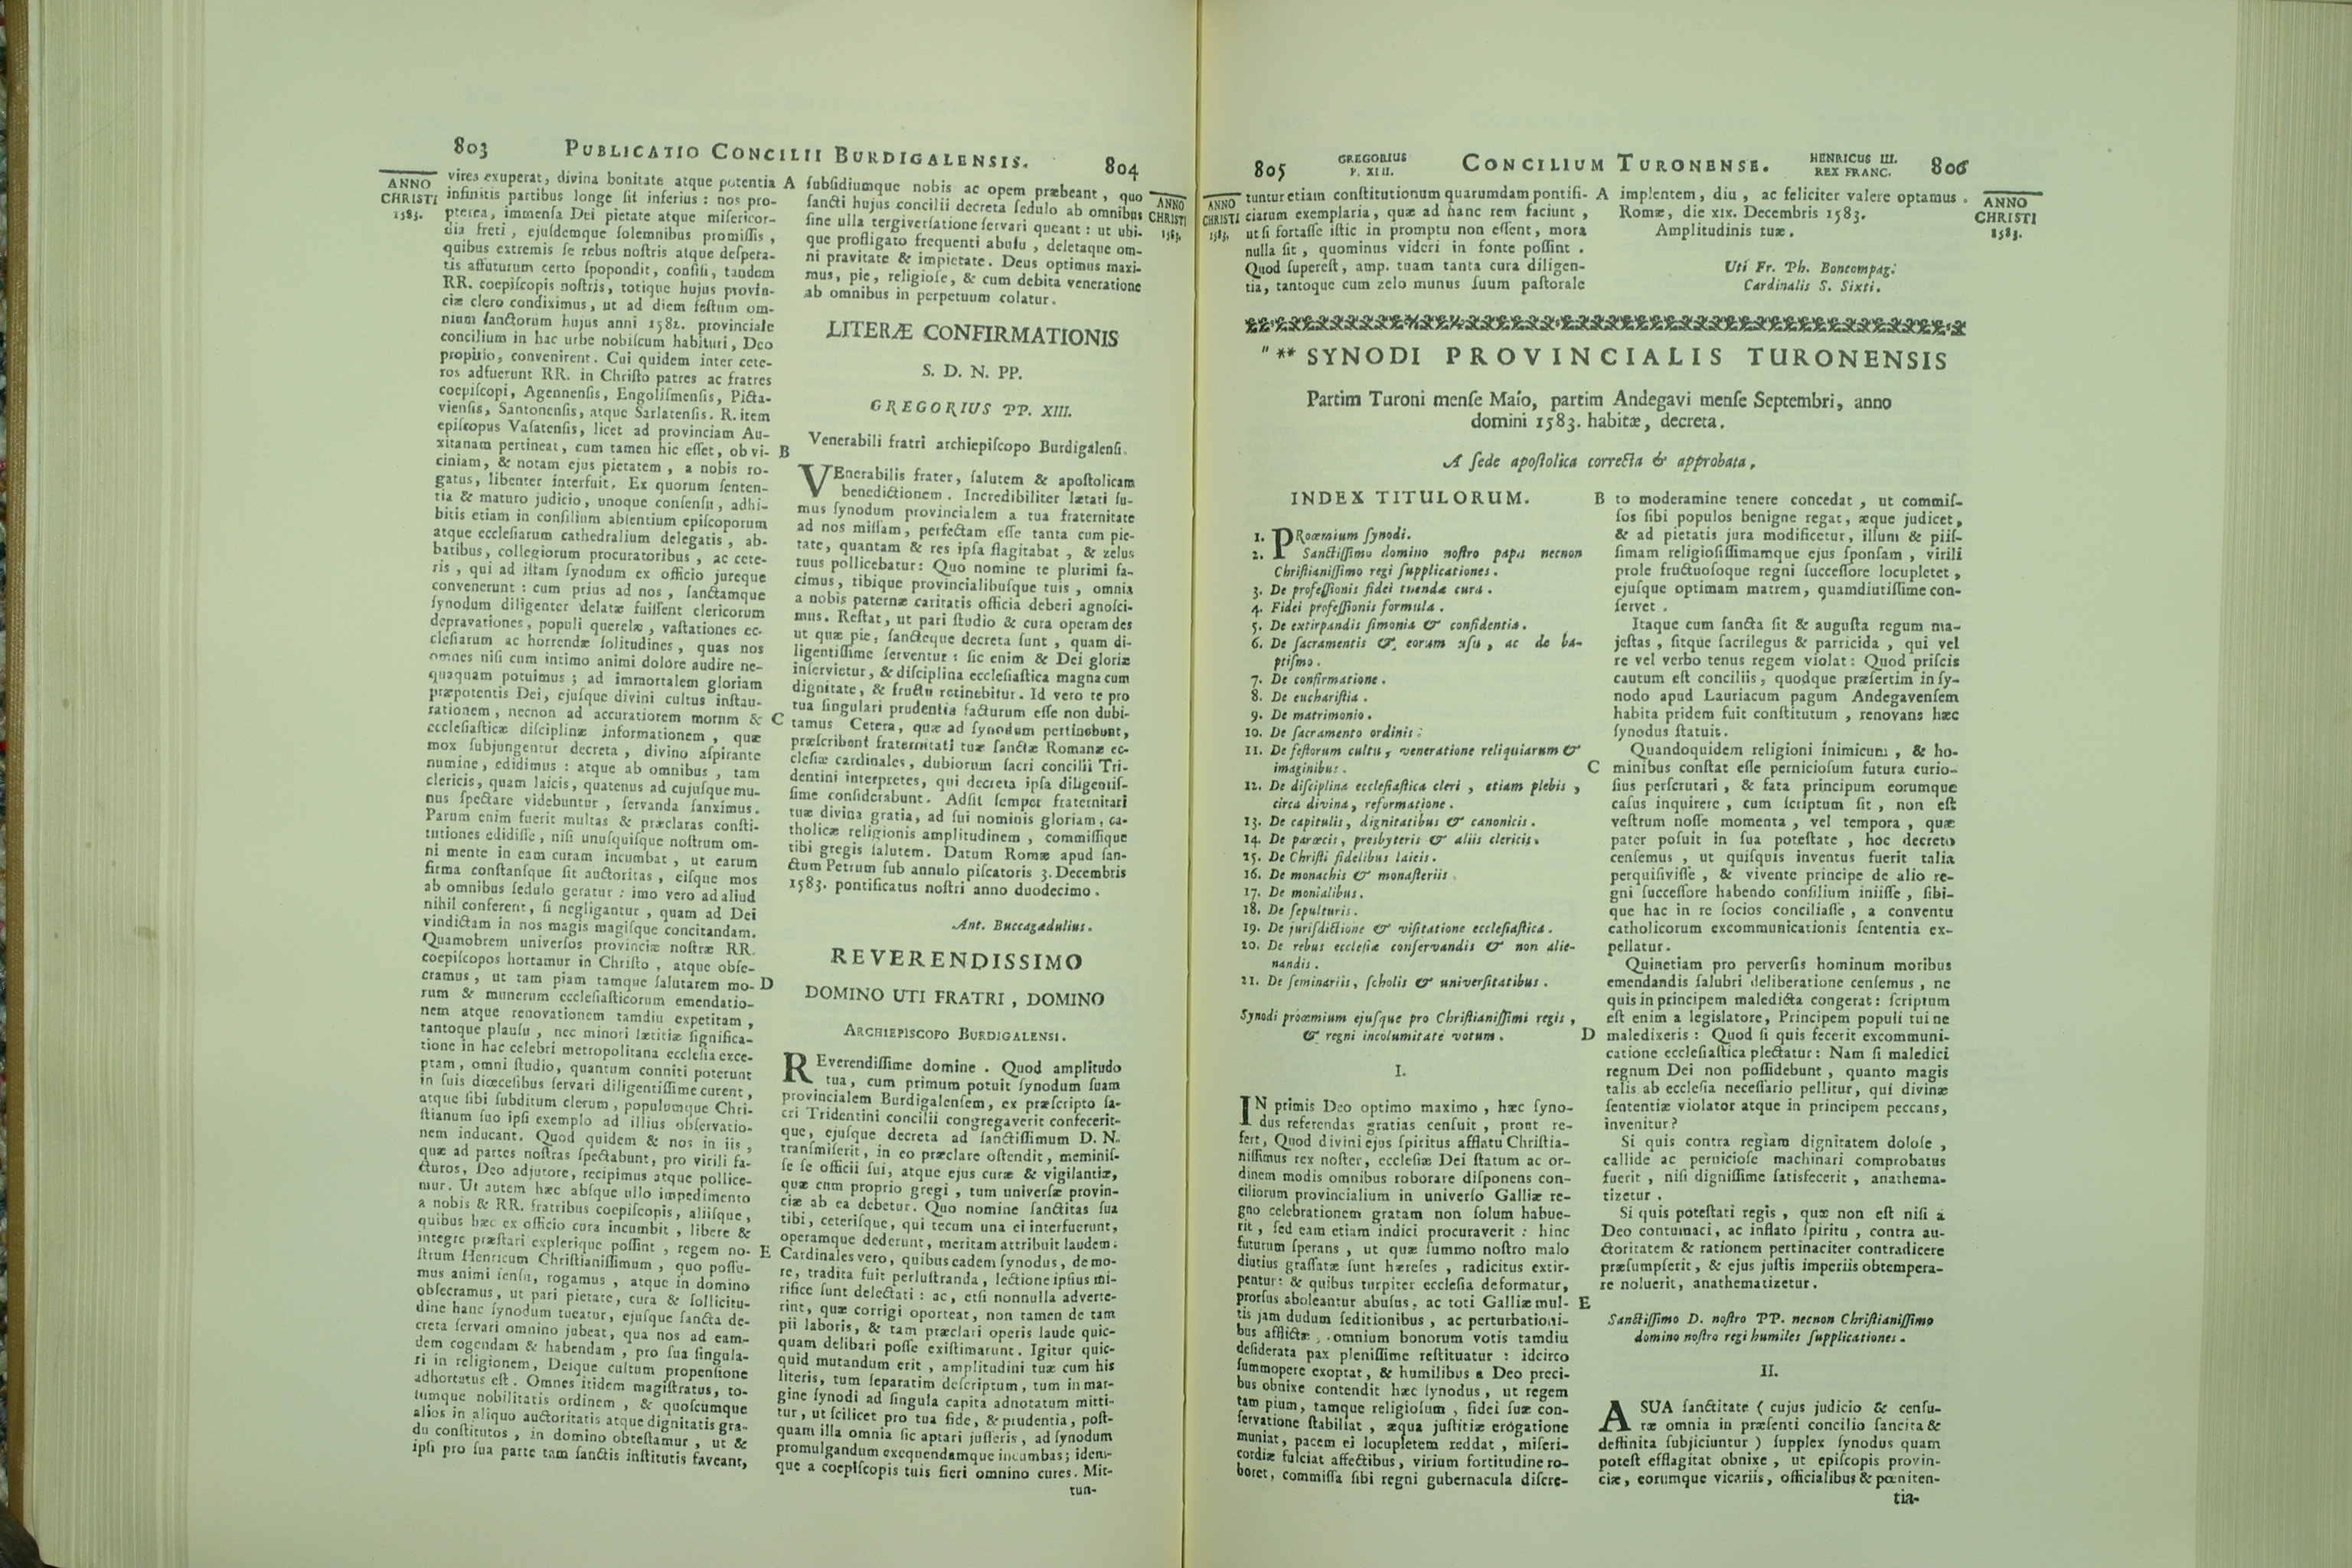 803
PUBLICATIO CONCILII BURDIGALENSIS.
804
ANNO
CHRISTI
1583.
vires exuperat, divina bonitate atque potentia
infinitis partibus longe ſit inferius : nos pro-
pterea, immenſa Dei pietate atque miſericor-
dia freti, ejuſdemque ſolemnibus promiſſis,
quibus extremis ſe rebus noſtris atque deſpera-
tis affuturum certo ſpopondit, confiſi, tandem
RR. coepiſcopis noſtris, totique hujus provin-
ciæ clero condiximus, ut ad diem feſtum om-
nium ſanctorum hujus anni 1582. provinciale
concilium in hac urbe nobiſcum habituri, Deo
propitio, convenirent. Cui quidem inter cete-
ros adfuerunt RR. in Chriſto patres ac fratres
coepiſcopi, Agennenſis, Engoliſmenſis, Picta-
vienſis, Santonenſis, atque Sarlatenſis. R. item
epiſcopus Vaſatenſis, licet ad provinciam Au-
xitanam pertineat, cum tamen hic eſſet, ob vi-
ciniam, & notam ejus pietatem, a nobis ro-
gatus, libenter interfuit. Ex quorum ſenten-
tia & maturo judicio, unoque conſenſu, adhi-
bitis etiam in conſilium abſentium epiſcoporum
atque eccleſiarum cathedralium delegatis, ab-
batibus, collegiorum procuratoribus, ac cete-
ris, qui ad iſtam ſynodum ex officio jureque
convenerunt : cum prius ad nos, ſanctamque
ſynodum diligenter delatæ fuiſſent clericorum
depravationes, populi querelæ, vaſtationes ec-
cleſiarum ac horrendæ ſolitudines, quas nos
omnes niſi cum intimo animi dolore audire ne-
quaquam potuimus ; ad immortalem gloriam
præpotentis Dei, ejuſque divini cultus inſtau-
rationem, necnon ad accuratiorem morum &
eccleſiaſticæ diſciplinæ informationem, quæ
mox ſubjungentur decreta, divino aſpirante
numine, edidimus : atque ab omnibus, tam
clericis, quam laicis, quatenus ad cujuſque mu-
nus ſpectare videbuntur, ſervanda ſanximus.
Parum enim fuerit multas & præclaras conſti-
tutiones edidiſſe, niſi unuſquiſque noſtrum om-
ni mente in eam curam incumbat, ut earum
firma conſtanſque ſit auctoritas, eiſque mos
ab omnibus ſedulo geratur : imo vero ad aliud
nihil conferent, ſi negligantur, quam ad Dei
vindictam in nos magis magiſque concitandam.
Quamobrem univerſos provinciæ noſtræ RR.
coepiſcopos hortamur in Chriſto, atque obſe-
cramus, ut tam piam tamque ſalutarem mo-
rum & munerum eccleſiaſticorum emendatio-
nem atque renovationem tamdiu expetitam,
tantoque plauſu, nec minori lætitiæ ſignifica-
tione in hac celebri metropolitana eccleſia exce-
ptam, omni ſtudio, quantum conniti poterunt
in ſuis diœceſibus ſervari diligentiſſime curent,
atque ſibi ſubditum clerum, populumque Chri-
ſtianum ſuo ipſi exemplo ad illius obſervatio-
nem inducant. Quod quidem & nos in iis,
quæ ad partes noſtras ſpectabunt, pro virili fa-
cturos, Deo adjutore, recipimus atque pollice-
mur. Ut autem hæc abſque ullo impedimento
a nobis & RR. fratribus coepiſcopis, aliiſque,
quibus hæc ex officio cura incumbit, libere &
integre præſtari explerique poſſint, regem no-
ſtrum Henricum Chriſtianiſſimum, quo poſſu-
mus animi ſenſu, rogamus, atque in domino
obſecramus, ut pari pietate, cura & ſollicitu-
dine hanc ſynodum tueatur, ejuſque ſancta de-
creta ſervari omnino jubeat, qua nos ad eam-
dem cogendam & habendam, pro ſua ſingula-
ri in religionem, Deique cultum propenſione
adhortatus eſt. Omnes itidem magiſtratus, to-
tumque nobilitatis ordinem, & quoſcumque
alios in aliquo auctoritatis atque dignitatis gra-
du conſtitutos, in domino obteſtamur, ut &
ipſi pro ſua parte tam ſanctis inſtitutis faveant,
A
B
C
D
E
ſubſidiumque nobis ac opem præbeant, quo
ſancti hujus concilii decreta ſedulo ab omnibus
ſine ulla tergiverſatione ſervari queant : ut ubi-
que profligato frequenti abuſu, deletaque om-
ni pravitate & impietate. Deus optimus maxi-
mus, pie, religioſe, & cum debita veneratione
ab omnibus in perpetuum colatur.
ANNO
CHRISTI
1583.
LITERÆ CONFIRMATIONIS
S. D. N. PP.
GREGORIUS PP. XIII.
Venerabili fratri archiepiſcopo Burdigalenſi.
VEnerabilis frater, ſalutem & apoſtolicam
benedictionem. Incredibiliter lætati ſu-
mus ſynodum provincialem a tua fraternitate
ad nos miſſam, perfectam eſſe tanta cum pie-
tate, quantam & res ipſa flagitabat, & zelus
tuus pollicebatur: Quo nomine te plurimi fa-
cimus, tibique provincialibuſque tuis, omnia
a nobis paternæ caritatis officia deberi agnoſci-
mus. Reſtat, ut pari ſtudio & cura operam des
ut quæ pie, ſancteque decreta ſunt, quam di-
ligentiſſime ſerventur : ſic enim & Dei gloriæ
inſervietur, & diſciplina eccleſiaſtica magna cum
dignitate, & fructu retinebitur. Id vero te pro
tua ſingulari prudentia facturum eſſe non dubi-
tamus Cetera, quæ ad ſynodum pertinebunt,
præſcribent fraternitati tuæ ſanctæ Romanæ ec-
cleſiæ cardinales, dubiorum ſacri concilii Tri-
dentini interpretes, qui decreta ipſa diligentiſ-
ſime conſiderabunt. Adſit ſemper fraternitati
tuæ divina gratia, ad ſui nominis gloriam, ca-
tholicæ religionis amplitudinem, commiſſique
tibi gregis ſalutem. Datum Romæ apud ſan-
ctum Petrum ſub annulo piſcatoris 3. Decembris
1583. pontificatus noſtri anno duodecimo.
Ant. Buccagadulius.
REVERENDISSIMO
DOMINO UTI FRATRI, DOMINO
ARCHIEPISCOPO BURDIGALENSI.
REverendiſſime domine. Quod amplitudo
tua, cum primum potuit ſynodum ſuam
provincialem Burdigalenſem, ex præſcripto ſa-
cri Tridentini concilii congregaverit confecerit-
que, ejuſque decreta ad ſanctiſſimum D. N.
tranſmiſerit, in eo præclare oſtendit, meminiſ-
ſe ſe officii ſui, atque ejus curæ & vigilantiæ,
quæ cum proprio gregi, tum univerſæ provin-
ciæ ab ea debetur. Quo nomine ſanctitas ſua
tibi, ceteriſque, qui tecum una ei interfuerunt,
operamque dederunt, meritam attribuit laudem.
Cardinales vero, quibus eadem ſynodus, de mo-
re, tradita fuit perluſtranda, lectione ipſius mi-
rifice ſunt delectati : ac, etſi nonnulla adverte-
rint, quæ corrigi oporteat, non tamen de tam
pii laboris, & tam præclari operis laude quic-
quam delibari poſſe exiſtimarunt. Igitur quic-
quid mutandum erit, amplitudini tuæ cum his
literis, tum ſeparatim deſcriptum, tum in mar-
gine ſynodi ad ſingula capita adnotatum mitti-
tur, ut ſcilicet pro tua fide, & prudentia, poſt-
quam illa omnia ſic aptari juſſeris, ad ſynodum
promulgandum exequendamque incumbas; idem-
que a coepiſcopis tuis fieri omnino cures. Mit-
tun-
805
GREGORIUS
P. XIII.
CONCILIUM TURONENSE.
HENRICUS III.
REX FRANC.
806
ANNO
CHRISTI
1583.
tuntur etiam conſtitutionum quarumdam pontifi-
ciarum exemplaria, quæ ad hanc rem faciunt,
ut ſi fortaſſe iſtic in promptu non eſſent, mora
nulla ſit, quominus videri in fonte poſſint.
Quod ſupereſt, amp. tuam tanta cura diligen-
tia, tantoque cum zelo munus ſuum paſtorale
A
implentem, diu, ac feliciter valere optamus.
Romæ, die XIX. Decembris 1583.
Amplitudinis tuæ.
Uti Fr. Ph. Boncompag.
Cardinalis S. Sixti.
ANNO
CHRISTI
1583.
" ** SYNODI PROVINCIALIS TURONENSIS
Partim Turoni menſe Maio, partim Andegavi menſe Septembri, anno
domini 1583. habitæ, decreta.
A ſede apoſtolica correcta & approbata.
INDEX TITULORUM.
1. PRoœmium ſynodi.
2. Sanctiſſimo domino noſtro papæ necnon
Chriſtianiſſimo regi ſupplicationes.
3. De profeſſionis fidei tuendæ cura.
4. Fidei profeſſionis formula.
5. De extirpandis ſimonia & confidentia.
6. De ſacramentis &, eorum uſu, ac de ba-
ptiſmo.
7. De confirmatione.
8. De euchariſtia.
9. De matrimonio.
10. De ſacramento ordinis.
11. De feſtorum cultu, veneratione reliquiarum &
imaginibus.
12. De diſciplina eccleſiaſtica cleri, etiam plebis,
circa divina, reformatione.
13. De capitulis, dignitatibus & canonicis.
14. De parœcis, presbyteris & aliis clericis.
15. De Chriſti fidelibus laicis.
16. De monachis & monaſteriis.
17. De monialibus.
18. De ſepulturis.
19. De juriſdictione & viſitatione eccleſiaſtica.
20. De rebus eccleſiæ conſervandis & non alie-
nandis.
21. De ſeminariis, ſcholis & univerſitatibus.
Synodi proœmium ejuſque pro Chriſtianiſſimi regis,
& regni incolumitate votum.
I.
IN primis Deo optimo maximo, hæc ſyno-
dus referendas gratias cenſuit, pront re-
fert, Quod divini ejus ſpiritus afflatu Chriſtia-
niſſimus rex noſter, eccleſiæ Dei ſtatum ac or-
dinem modis omnibus roborare diſponens con-
ciliorum provincialium in univerſo Galliæ re-
gno celebrationem gratam non ſolum habue-
rit, ſed eam etiam indici procuraverit : hinc
futurum ſperans, ut quæ ſummo noſtro malo
diutius graſſatæ ſunt hæreſes, radicitus extir-
pentur: & quibus turpiter eccleſia deformatur,
prorſus aboleantur abuſus, ac toti Galliæ mul-
tis jam dudum ſeditionibus, ac perturbationi-
bus afflictæ, omnium bonorum votis tamdiu
deſiderata pax pleniſſime reſtituatur : idcirco
ſummopere exoptat, & humilibus a Deo preci-
bus obnixe contendit hæc ſynodus, ut regem
tam pium, tamque religioſum, fidei ſuæ con-
ſervatione ſtabiliat, æqua juſtitiæ erogatione
muniat, pacem ei locupletem reddat, miſeri-
cordiæ fulciat affectibus, virium fortitudine ro-
boret, commiſſa ſibi regni gubernacula diſcre-
B
C
D
E
to moderamine tenere concedat, ut commiſ-
ſos ſibi populos benigne regat, æque judicet,
& ad pietatis jura modificetur, illum & piiſ-
ſimam religioſiſſimamque ejus ſponſam, virili
prole fructuoſoque regni ſucceſſore locupletet,
ejuſque optimam matrem, quamdiutiſſime con-
ſervet.
Itaque cum ſancta ſit & auguſta regum ma-
jeſtas, ſitque ſacrilegus & parricida, qui vel
re vel verbo tenus regem violat: Quod priſcis
cautum eſt conciliis, quodque præſertim in ſy-
nodo apud Lauriacum pagum Andegavenſem
habita pridem fuit conſtitutum, renovans hæc
ſynodus ſtatuit.
Quandoquidem religioni inimicum, & ho-
minibus conſtat eſſe pernicioſum futura curio-
ſius perſcrutari, & fata principum eorumque
caſus inquirere, cum ſcriptum ſit, non eſt
veſtrum noſſe momenta, vel tempora, quæ
pater poſuit in ſua poteſtate, hoc decreto
cenſemus, ut quiſquis inventus fuerit talia
perquiſiviſſe, & vivente principe de alio re-
gni ſucceſſore habendo conſilium iniiſſe, ſibi-
que hac in re ſocios conciliaſſe, a conventu
catholicorum excommunicationis ſententia ex-
pellatur.
Quinetiam pro perverſis hominum moribus
emendandis ſalubri deliberatione cenſemus, ne
quis in principem maledicta congerat: ſcriptum
eſt enim a legislatore, Principem populi tui ne
maledixeris : Quod ſi quis fecerit excommuni-
catione eccleſiaſtica plectatur: Nam ſi maledici
regnum Dei non poſſidebunt, quanto magis
talis ab eccleſia neceſſario pellitur, qui divinæ
ſententiæ violator atque in principem peccans,
invenitur?
Si quis contra regiam dignitatem doloſe,
callide ac pernicioſe machinari comprobatus
fuerit, niſi digniſſime ſatisfecerit, anathema-
tizetur.
Si quis poteſtati regis, quæ non eſt niſi a
Deo contumaci, ac inflato ſpiritu, contra au-
ctoritatem & rationem pertinaciter contradicere
præſumpſerit, & ejus juſtis imperiis obtempera-
re noluerit, anathematizetur.
Sanctiſſimo D. noſtro PP. necnon Chriſtianiſſimo
domino noſtro regi humiles ſupplicationes.
II.
A SUA ſanctitate ( cujus judicio & cenſu-
ræ omnia in præſenti concilio ſancita &
deffinita ſubjiciuntur ) ſupplex ſynodus quam
poteſt efflagitat obnixe, ut epiſcopis provin-
ciæ, eorumque vicariis, officialibus & pœniten-
tia-